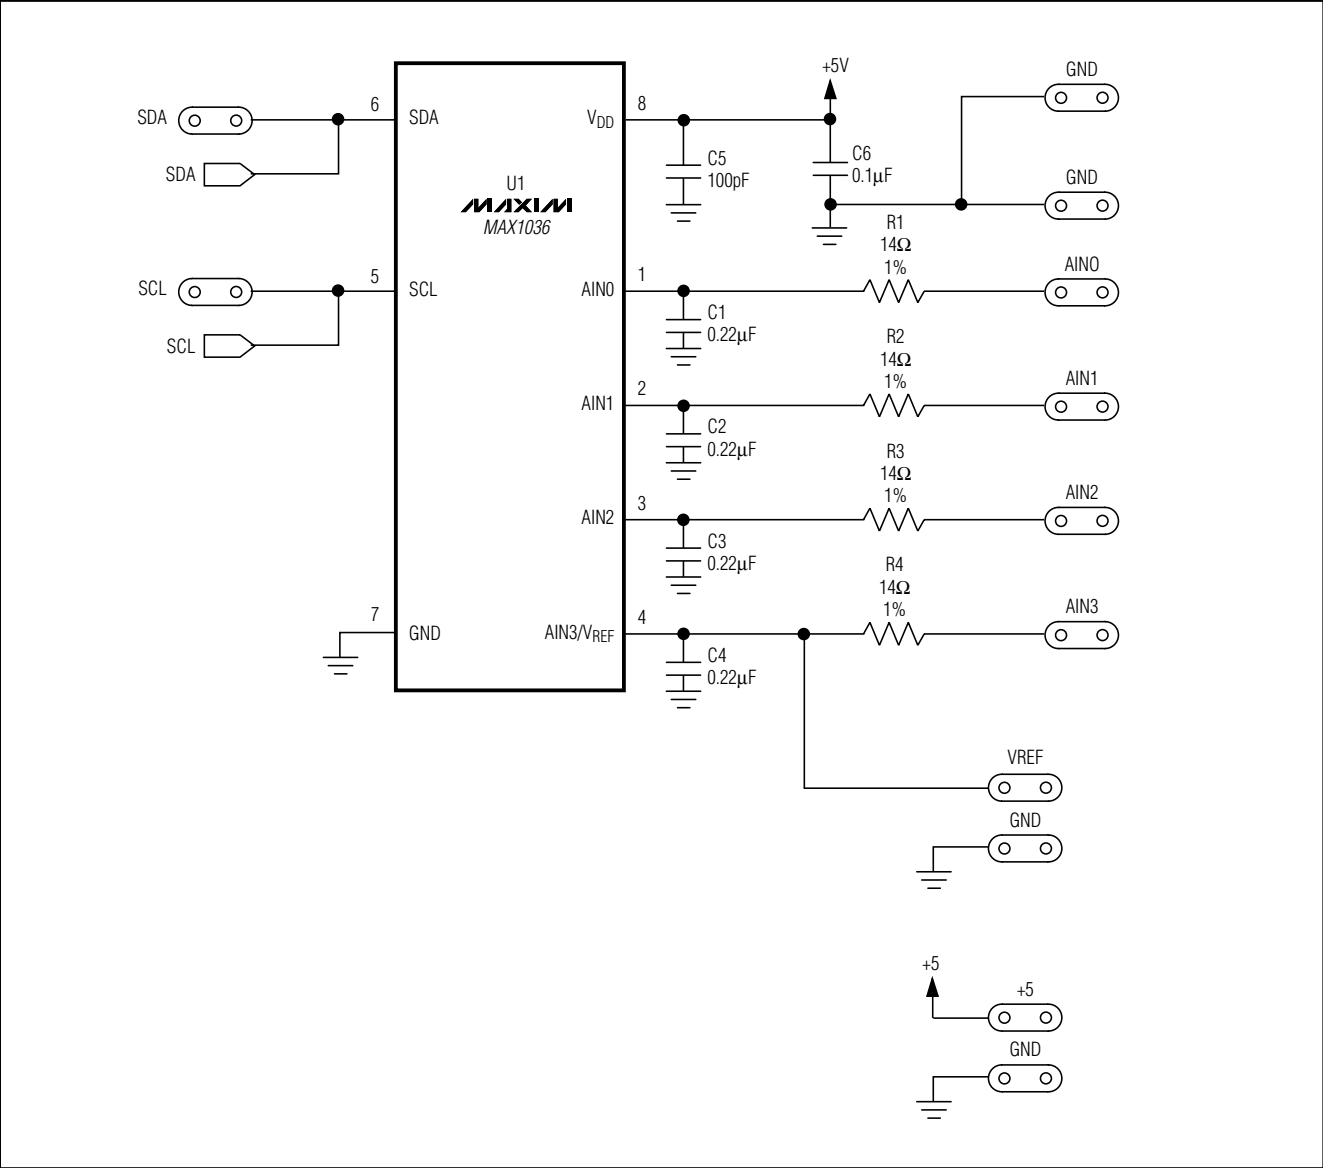 +5V
GND
SDA
6
SDA
VDD
8
C5
100pF
C6
0.1µF
SDA
GND
U1
MAXIM
MAX1036
R1
14Ω
1%
SCL
5
SCL
AIN0
1
AIN0
C1
0.22µF
SCL
R2
14Ω
1%
AIN1
2
AIN1
C2
0.22µF
R3
14Ω
1%
AIN2
3
AIN2
C3
0.22µF
R4
14Ω
1%
7
GND
AIN3/VREF
4
AIN3
C4
0.22µF
VREF
GND
+5
+5
GND